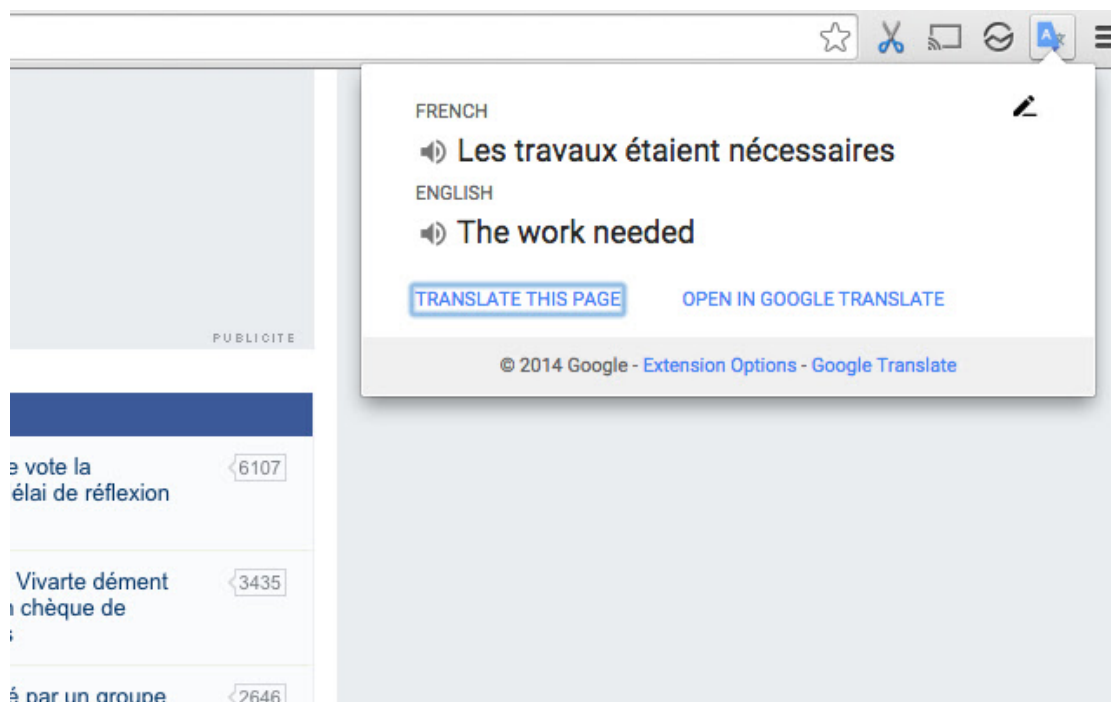 FRENCH
Les travaux étaient nécessaires
ENGLISH
The work needed
TRANSLATE THIS PAGE OPEN IN GOOGLE TRANSLATE
© 2014 Google - Extension Options - Google Translate
PUBLICITE
e vote la 6107
élai de réflexion
Vivarte dément 3435
chèque de
é par un groupe 2646